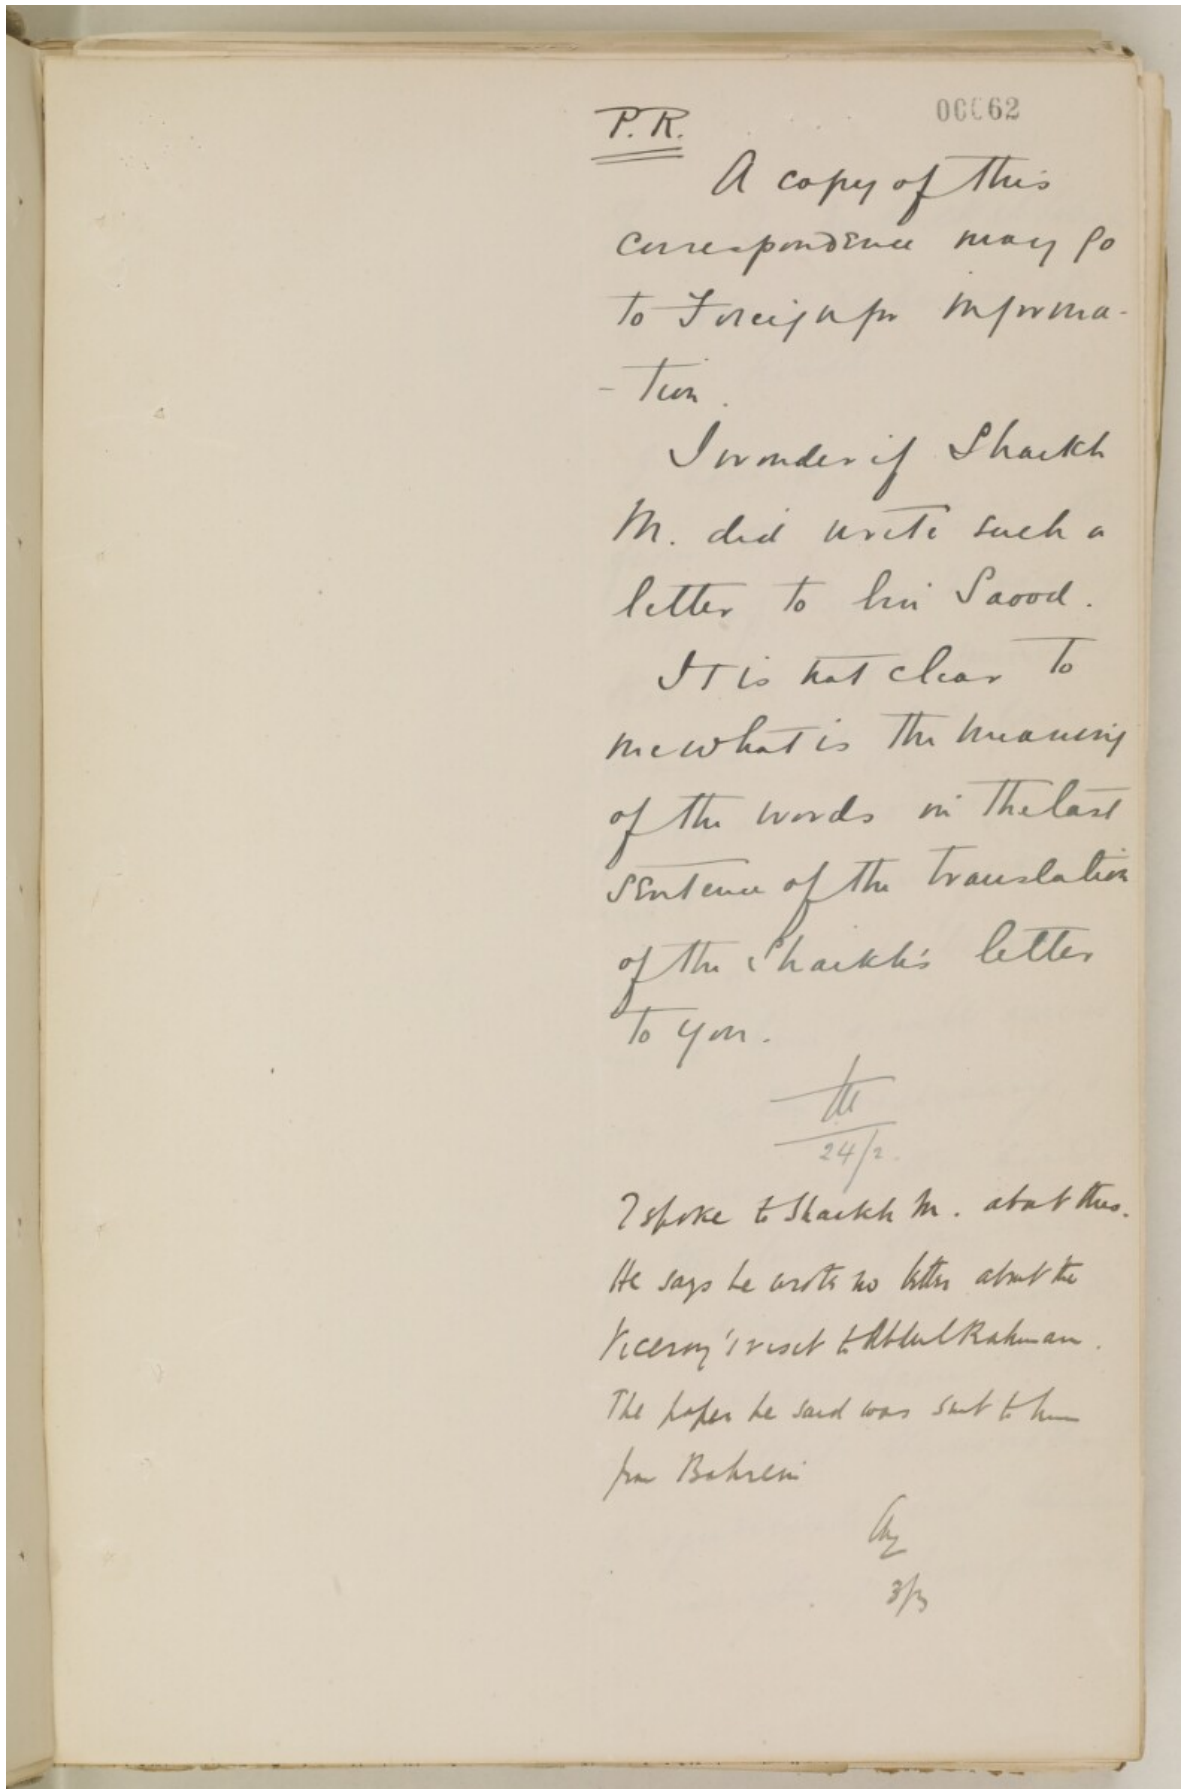 00062
P.R.
A copy of this
correspondence may go
to Foreign for informa-
-tion.
I wonder if Shaikh
M. did write such a
letter to bin Saood.
It is not clear to
me what is the meaning
of the words in the last
sentence of the translation
of the Shaikh's letter
to you.
24/2.
I spoke to Shaikh M. about this.
He says he wrote no letter about the
Viceroy's visit to Abdul Rahman.
The paper he said was sent to him
from Bahrein
3/3